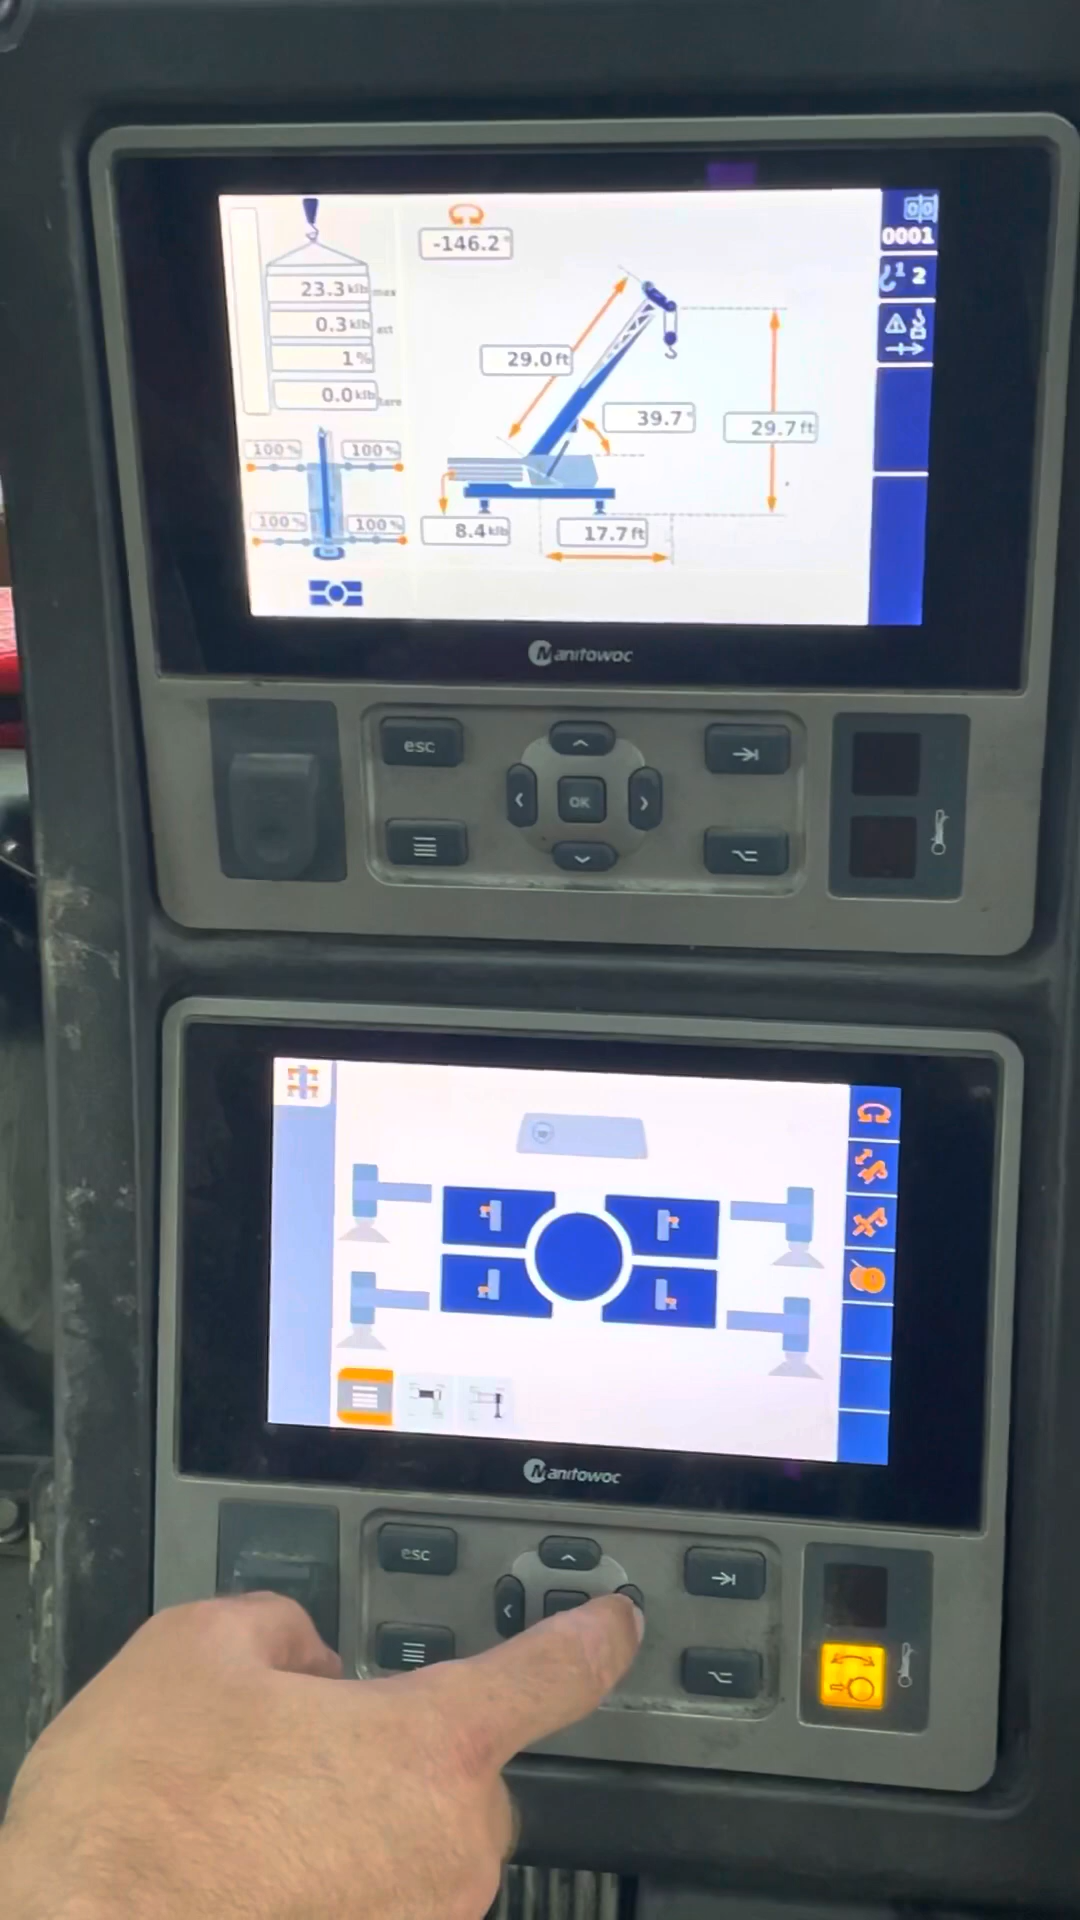 -146.2°
0001
23.3 klb max
1 2
0.3 klb act
1 %
29.0 ft
0.0 klb tare
39.7°
29.7 ft
100 % 100 %
100 % 100 %
8.4 klb
17.7 ft
Manitowoc
esc
OK
Manitowoc
esc